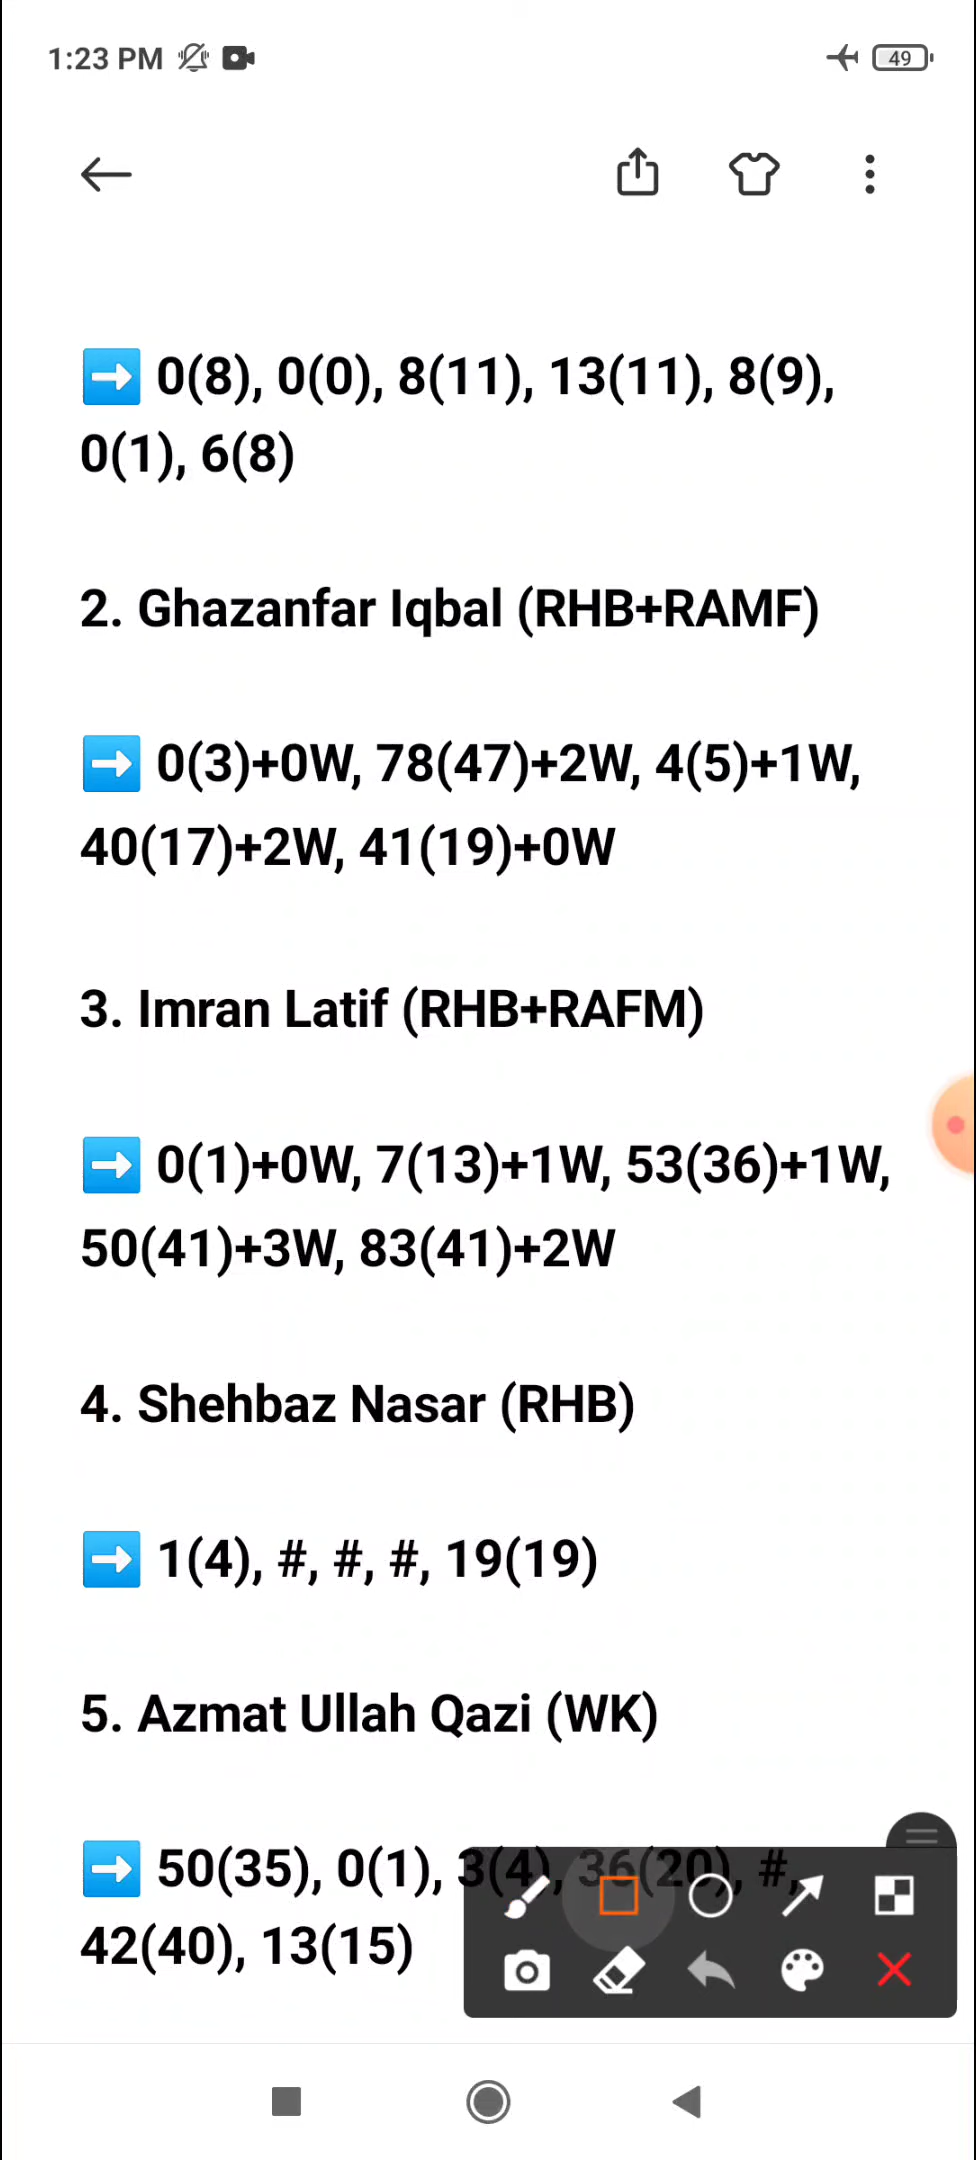 1:23 PM
49
➡ 0(8), 0(0), 8(11), 13(11), 8(9),
0(1), 6(8)
2. Ghazanfar Iqbal (RHB+RAMF)
➡ 0(3)+0W, 78(47)+2W, 4(5)+1W,
40(17)+2W, 41(19)+0W
3. Imran Latif (RHB+RAFM)
➡ 0(1)+0W, 7(13)+1W, 53(36)+1W,
50(41)+3W, 83(41)+2W
4. Shehbaz Nasar (RHB)
➡ 1(4), #, #, #, 19(19)
5. Azmat Ullah Qazi (WK)
➡ 50(35), 0(1), 3(4), 36(20), #,
42(40), 13(15)